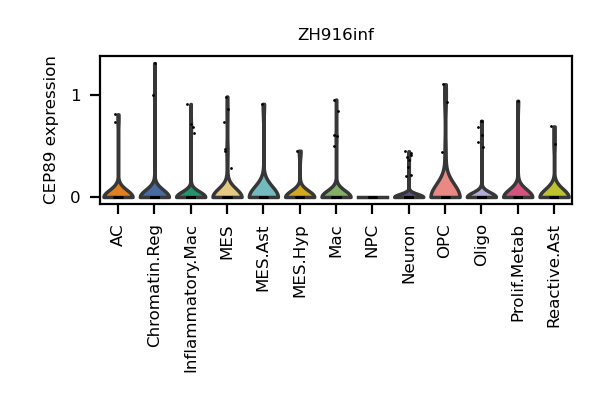 ZH916inf
CEP89 expression
1
0
AC
Chromatin.Reg
Inflammatory.Mac
MES
MES.Ast
MES.Hyp
Mac
NPC
Neuron
OPC
Oligo
Prolif.Metab
Reactive.Ast